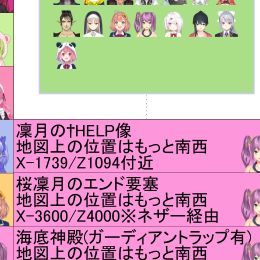 凜月の†HELP像
地図上の位置はもっと南西
X-1739/Z1094付近
桜凜月のエンド要塞
地図上の位置はもっと南西
X-3600/Z4000※ネザー経由
海底神殿(ガーディアントラップ有)
地図上の位置はもっと南西